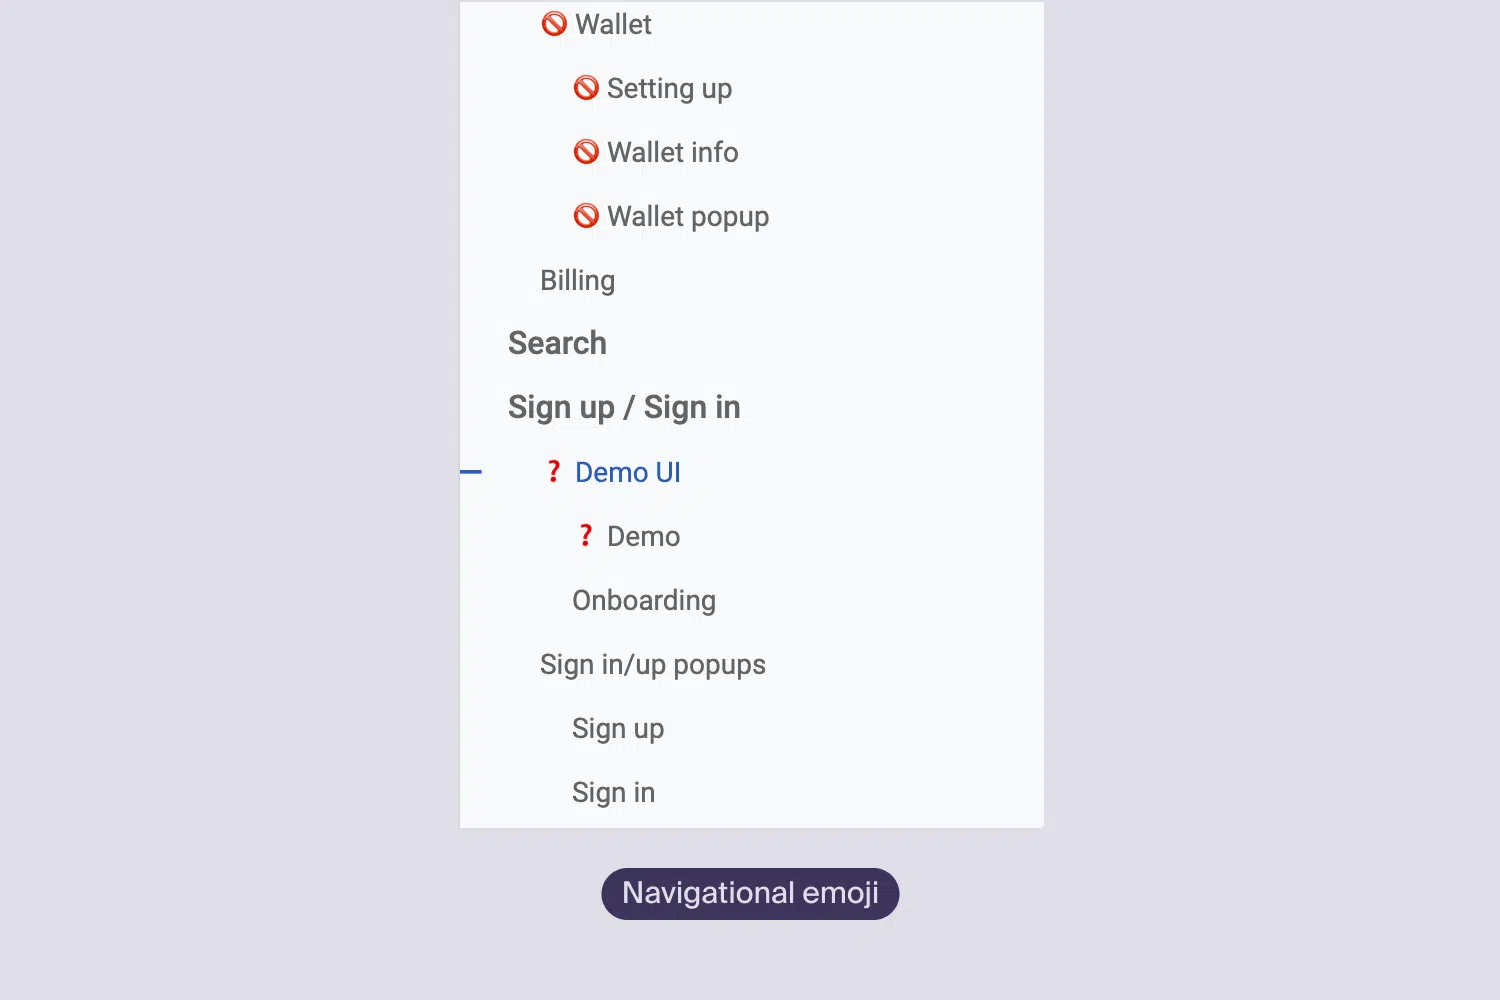 🚫 Wallet
🚫 Setting up
🚫 Wallet info
🚫 Wallet popup
Billing
Search
Sign up / Sign in
❓ Demo UI
❓ Demo
Onboarding
Sign in/up popups
Sign up
Sign in
Navigational emoji